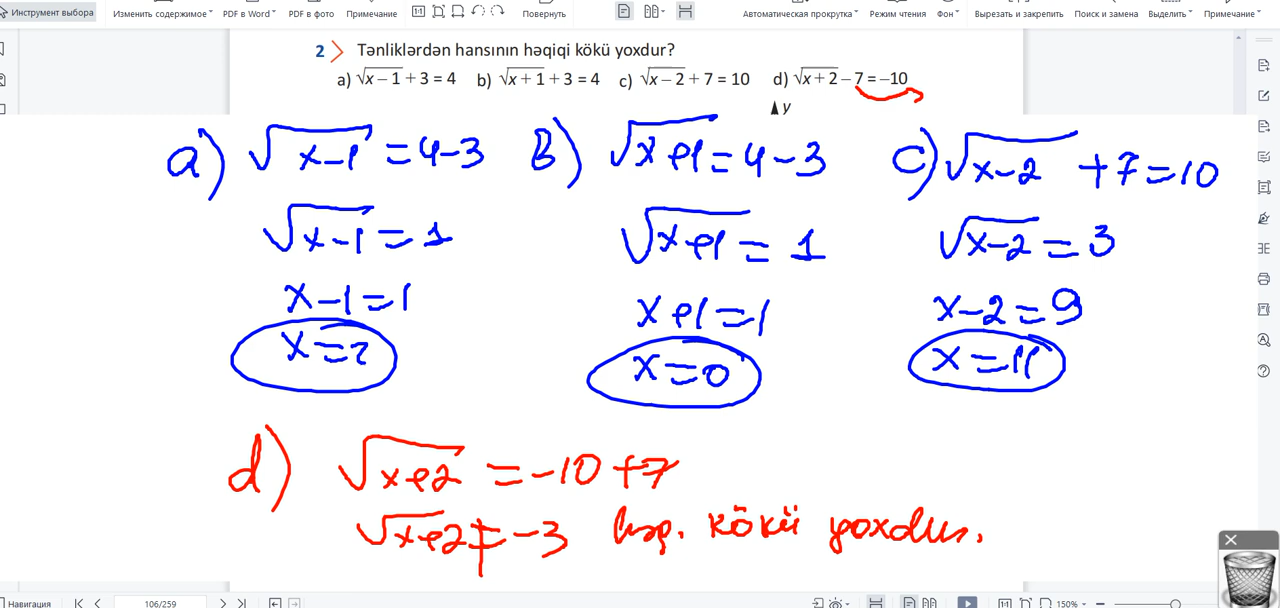 Инструмент выбора Изменить содержимое PDF в Word PDF в фото Примечание Повернуть Автоматическая прокрутка Режим чтения Фон Вырезать и закрепить Поиск и замена Выделить Примечание
2 Tənliklərdən hansının həqiqi kökü yoxdur?
a) √x − 1 + 3 = 4 b) √x + 1 + 3 = 4 c) √x − 2 + 7 = 10 d) √x + 2 − 7 = −10
y
a) √x-1 = 4-3 b) √x+1 = 4-3 c) √x-2 + 7 = 10
√x-1 = 1 √x+1 = 1 √x-2 = 3
x-1 = 1 x+1 = 1 x-2 = 9
x = 2 x = 0 x = 11
d) √x+2 = -10 + 7
√x+2 ≠ -3 həq. kökü yoxdur.
Навигация 106/259 150%